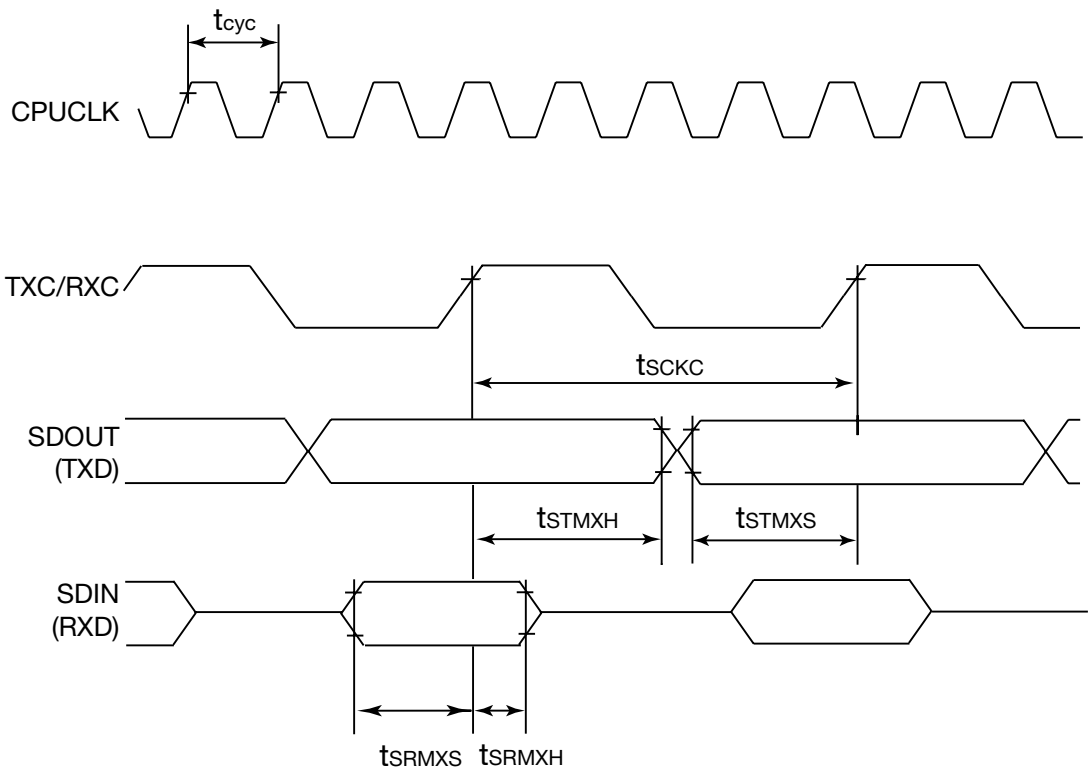 tcyc
CPUCLK
TXC/RXC
tSCKC
SDOUT
(TXD)
tSTMXH
tSTMXS
SDIN
(RXD)
tSRMXS
tSRMXH